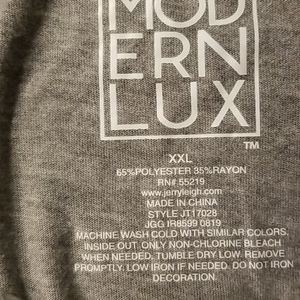 MOD
ERN
LUX
TM
XXL
65%POLYESTER 35%RAYON
RN# 55219
www.jerryleigh.com
MADE IN CHINA
STYLE JT17028
JGG IR8599 0819
MACHINE WASH COLD WITH SIMILAR COLORS,
INSIDE OUT. ONLY NON-CHLORINE BLEACH
WHEN NEEDED. TUMBLE DRY LOW. REMOVE
PROMPTLY. LOW IRON IF NEEDED. DO NOT IRON
DECORATION.